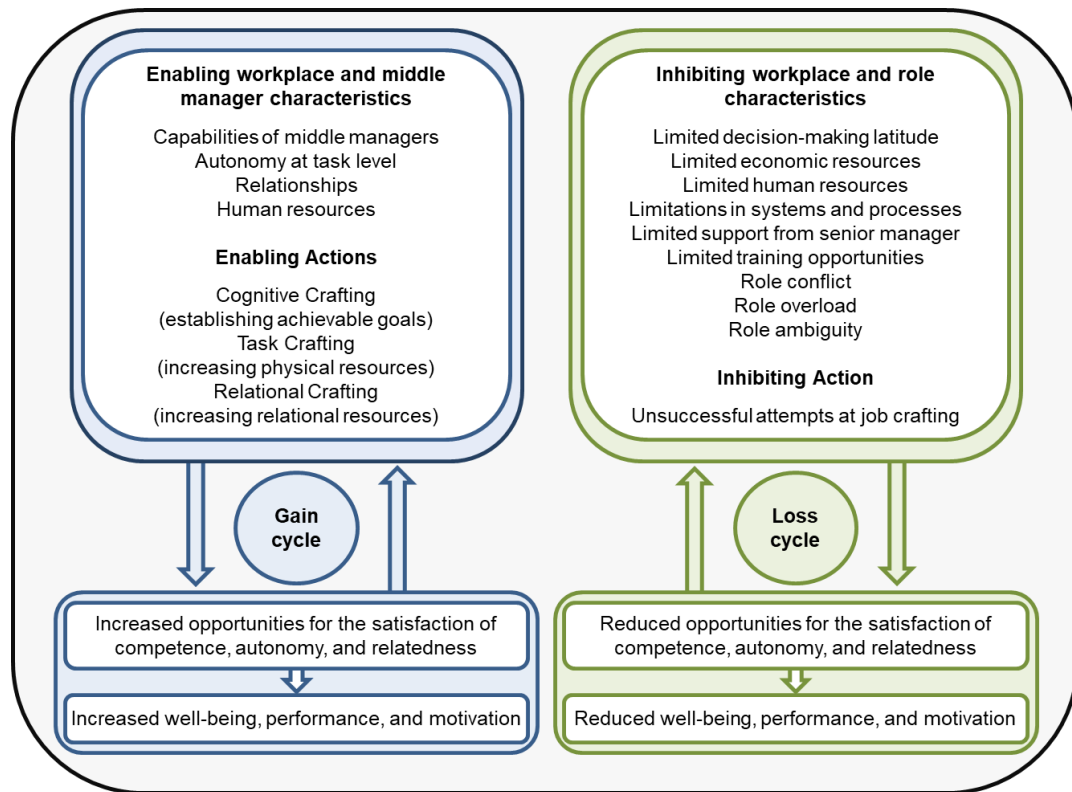 Enabling workplace and middle
manager characteristics
Capabilities of middle managers
Autonomy at task level
Relationships
Human resources
Enabling Actions
Cognitive Crafting
(establishing achievable goals)
Task Crafting
(increasing physical resources)
Relational Crafting
(increasing relational resources)
Gain
cycle
Increased opportunities for the satisfaction of
competence, autonomy, and relatedness
Increased well-being, performance, and motivation
Inhibiting workplace and role
characteristics
Limited decision-making latitude
Limited economic resources
Limited human resources
Limitations in systems and processes
Limited support from senior manager
Limited training opportunities
Role conflict
Role overload
Role ambiguity
Inhibiting Action
Unsuccessful attempts at job crafting
Loss
cycle
Reduced opportunities for the satisfaction of
competence, autonomy, and relatedness
Reduced well-being, performance, and motivation